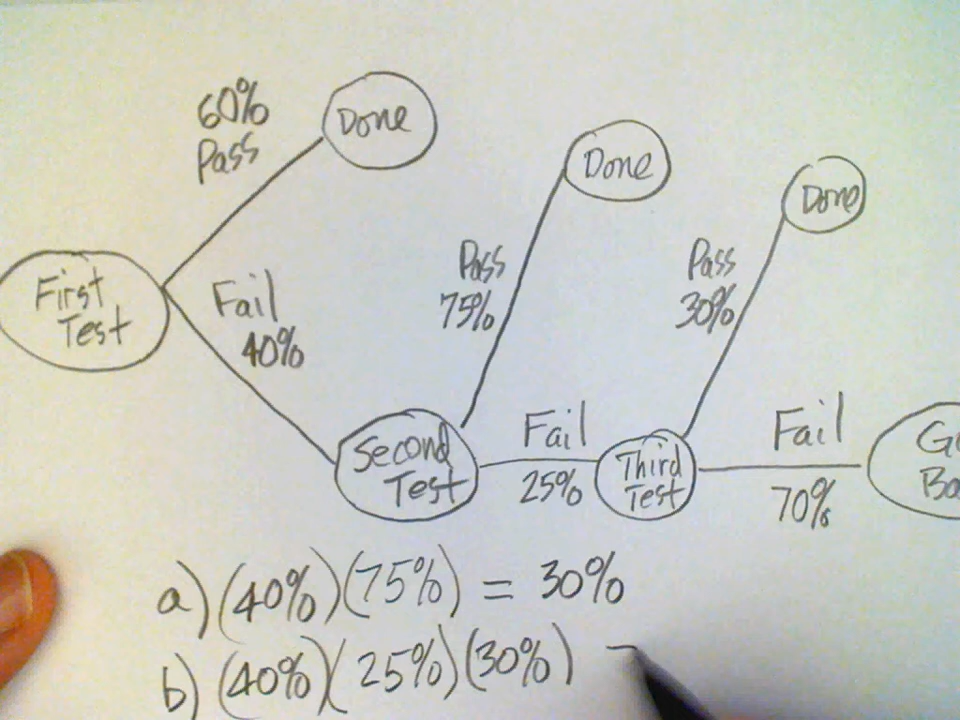 60%
Pass
Done
First
Test
Fail
40%
Done
Pass
75%
Second
Test
Fail
25%
Done
Pass
30%
Third
Test
Fail
70%
a) (40%)(75%) = 30%
b) (40%)(25%)(30%)